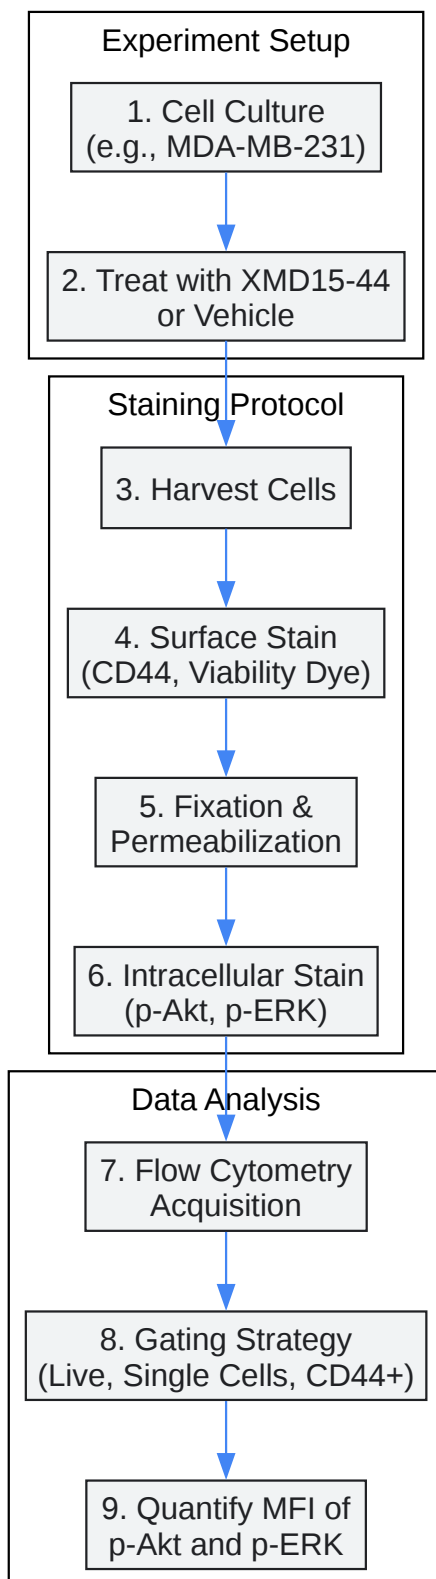 Experiment Setup
1. Cell Culture
(e.g., MDA-MB-231)
2. Treat with XMD15-44
or Vehicle
Staining Protocol
3. Harvest Cells
4. Surface Stain
(CD44, Viability Dye)
5. Fixation &
Permeabilization
6. Intracellular Stain
(p-Akt, p-ERK)
Data Analysis
7. Flow Cytometry
Acquisition
8. Gating Strategy
(Live, Single Cells, CD44+)
9. Quantify MFI of
p-Akt and p-ERK